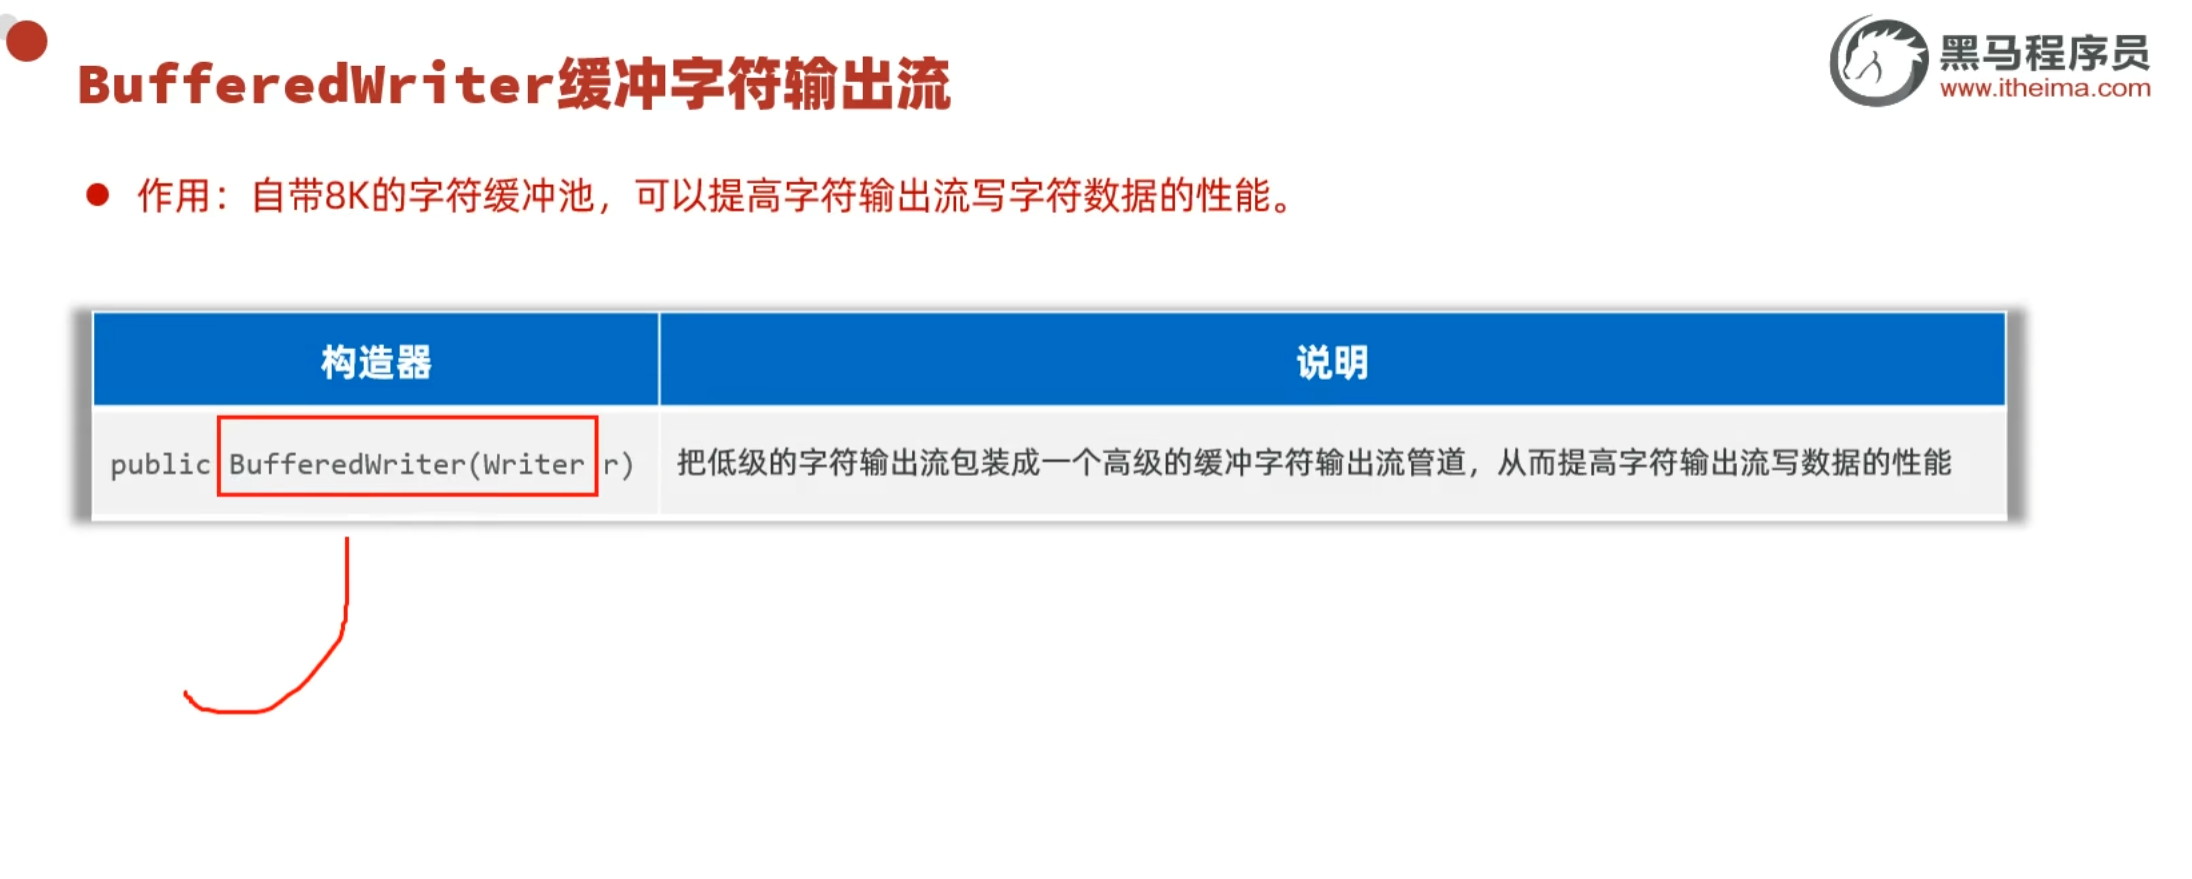 黑马程序员
www.itheima.com
BufferedWriter缓冲字符输出流
作用：自带8K的字符缓冲池，可以提高字符输出流写字符数据的性能。
构造器
说明
public BufferedWriter(Writer r)
把低级的字符输出流包装成一个高级的缓冲字符输出流管道，从而提高字符输出流写数据的性能